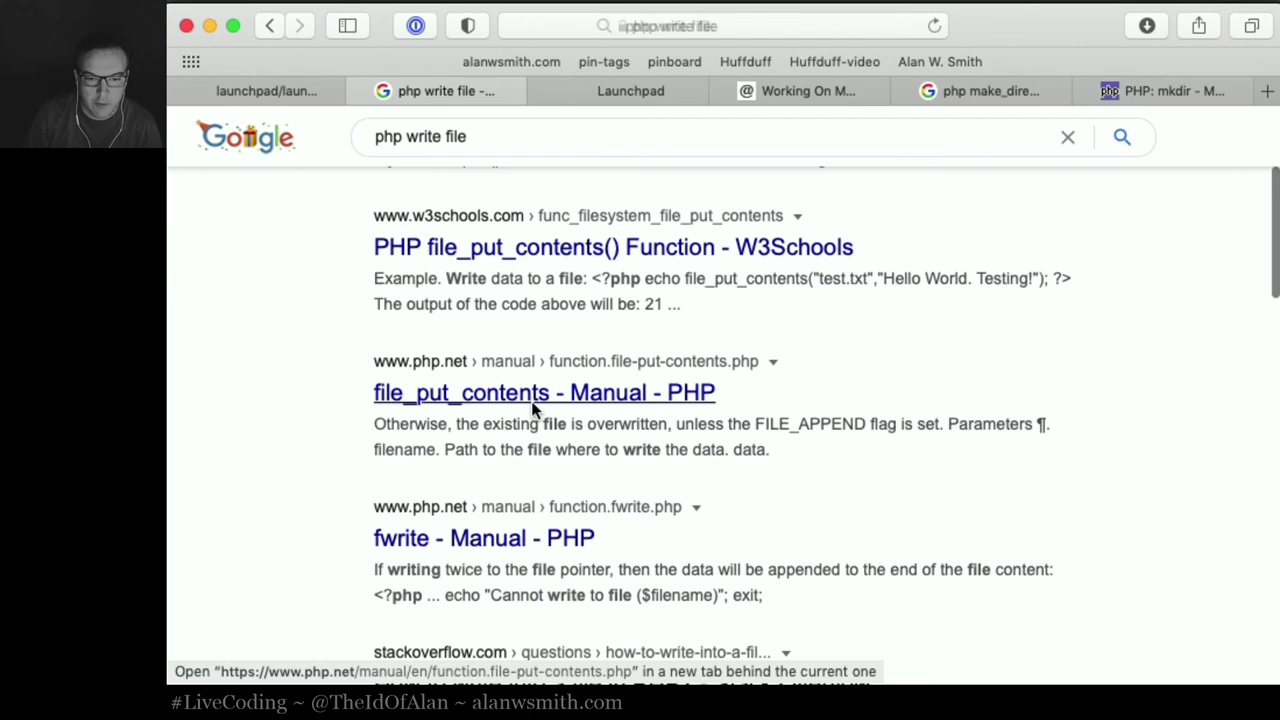 php write file
alanwsmith.com pin-tags pinboard Huffduff Huffduff-video Alan W. Smith
launchpad/laun... php write file -... Launchpad @ Working On M... php make_dire... php PHP: mkdir - M... +
Google php write file
www.w3schools.com › func_filesystem_file_put_contents
PHP file_put_contents() Function - W3Schools
Example. Write data to a file: <?php echo file_put_contents("test.txt","Hello World. Testing!"); ?>
The output of the code above will be: 21 ...
www.php.net › manual › function.file-put-contents.php
file_put_contents - Manual - PHP
Otherwise, the existing file is overwritten, unless the FILE_APPEND flag is set. Parameters ¶.
filename. Path to the file where to write the data. data.
www.php.net › manual › function.fwrite.php
fwrite - Manual - PHP
If writing twice to the file pointer, then the data will be appended to the end of the file content:
<?php ... echo "Cannot write to file ($filename)"; exit;
stackoverflow.com › questions › how-to-write-into-a-fil...
Open “https://www.php.net/manual/en/function.file-put-contents.php” in a new tab behind the current one
#LiveCoding ~ @TheIdOfAlan ~ alanwsmith.com